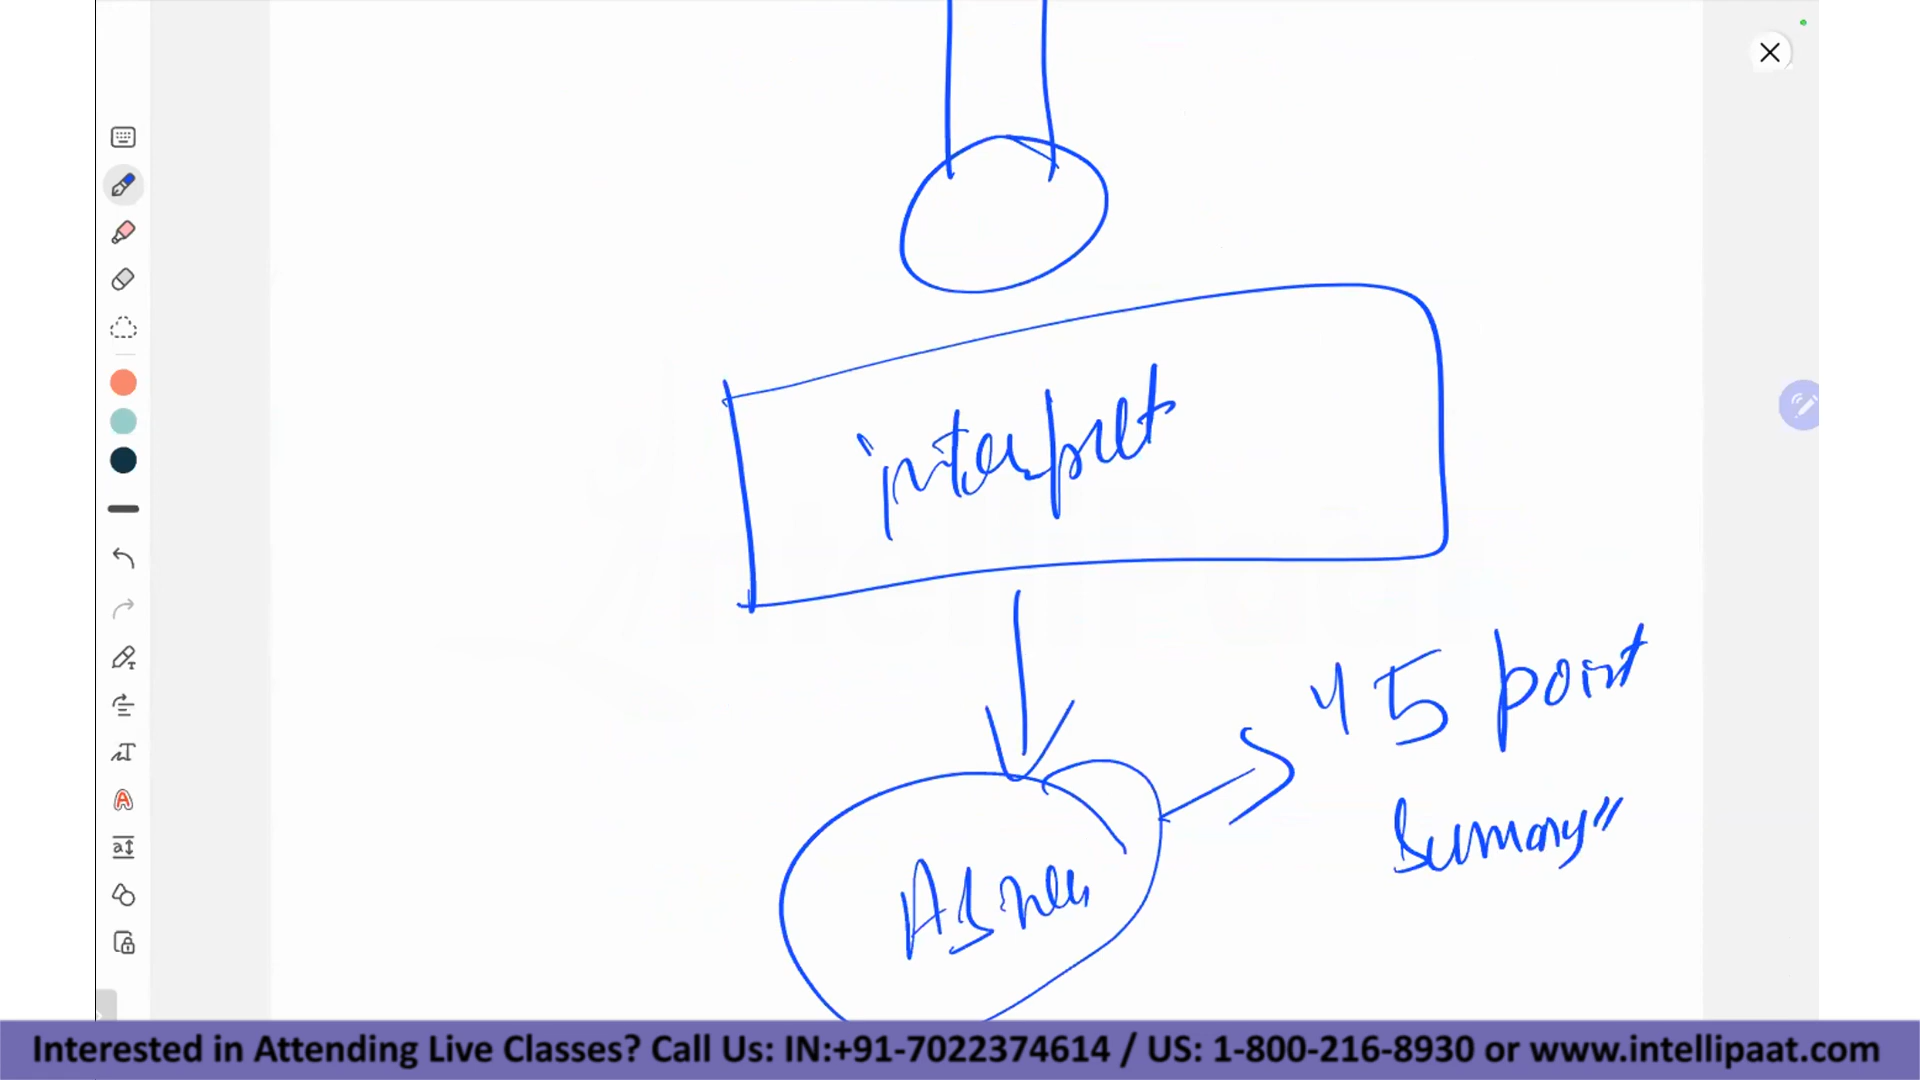 interpret
"5 point
summary"
Interested in Attending Live Classes? Call Us: IN:+91-7022374614 / US: 1-800-216-8930 or www.intellipaat.com